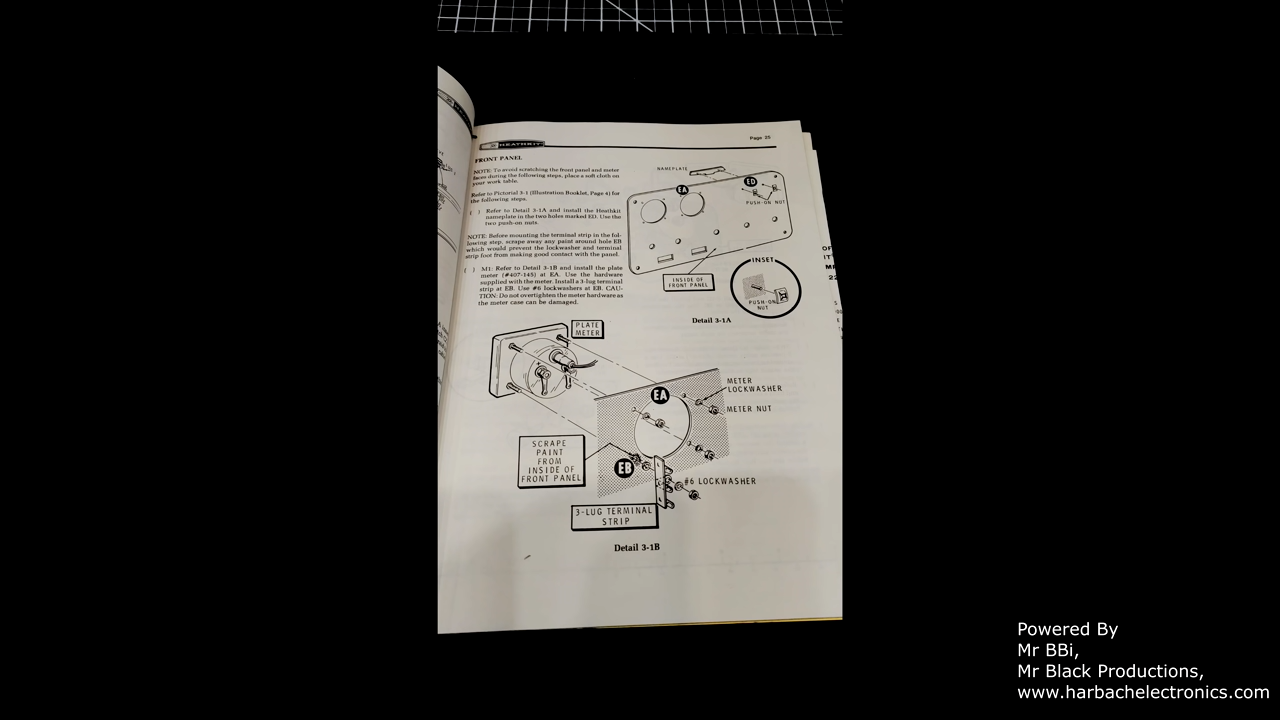 HEATHKIT
Page 25
FRONT PANEL
NOTE: To avoid scratching the front panel and meter
faces during the following steps, place a soft cloth on
your work table.
Refer to Pictorial 3-1 (Illustration Booklet, Page 4) for
the following steps.
( ) Refer to Detail 3-1A and install the Heathkit
nameplate in the two holes marked ED. Use the
two push-on nuts.
NOTE: Before mounting the terminal strip in the fol-
lowing step, scrape away any paint around hole EB
which would prevent the lockwasher and terminal
strip foot from making good contact with the panel.
( ) M1: Refer to Detail 3-1B and install the plate
meter (#407-145) at EA. Use the hardware
supplied with the meter. Install a 3-lug terminal
strip at EB. Use #6 lockwashers at EB. CAU-
TION: Do not overtighten the meter hardware as
the meter case can be damaged.
NAMEPLATE
EA
ED
PUSH-ON NUT
INSIDE OF
FRONT PANEL
INSET
PUSH-ON
NUT
Detail 3-1A
PLATE
METER
EA
METER
LOCKWASHER
METER NUT
SCRAPE
PAINT
FROM
INSIDE OF
FRONT PANEL
EB
#6 LOCKWASHER
3-LUG TERMINAL
STRIP
Detail 3-1B
Powered By
Mr BBi,
Mr Black Productions,
www.harbachelectronics.com